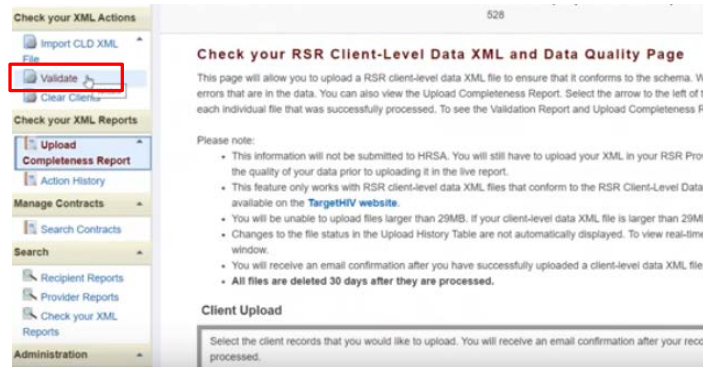 528
Check your XML Actions
Import CLD XML
File
Validate
Clear Clients
Check your XML Reports
Upload
Completeness Report
Action History
Manage Contracts
Search Contracts
Search
Recipient Reports
Provider Reports
Check your XML
Reports
Administration
Check your RSR Client-Level Data XML and Data Quality Page
This page will allow you to upload a RSR client-level data XML file to ensure that it conforms to the schema. W
errors that are in the data. You can also view the Upload Completeness Report. Select the arrow to the left of t
each individual file that was successfully processed. To see the Validation Report and Upload Completeness R
Please note:
• This information will not be submitted to HRSA. You will still have to upload your XML in your RSR Pro
the quality of your data prior to uploading it in the live report.
• This feature only works with RSR client-level data XML files that conform to the RSR Client-Level Data
available on the TargetHIV website.
• You will be unable to upload files larger than 29MB. If your client-level data XML file is larger than 29M
• Changes to the file status in the Upload History Table are not automatically displayed. To view real-time
window.
• You will receive an email confirmation after you have successfully uploaded a client-level data XML file
• All files are deleted 30 days after they are processed.
Client Upload
Select the client records that you would like to upload. You will receive an email confirmation after your reco
processed.